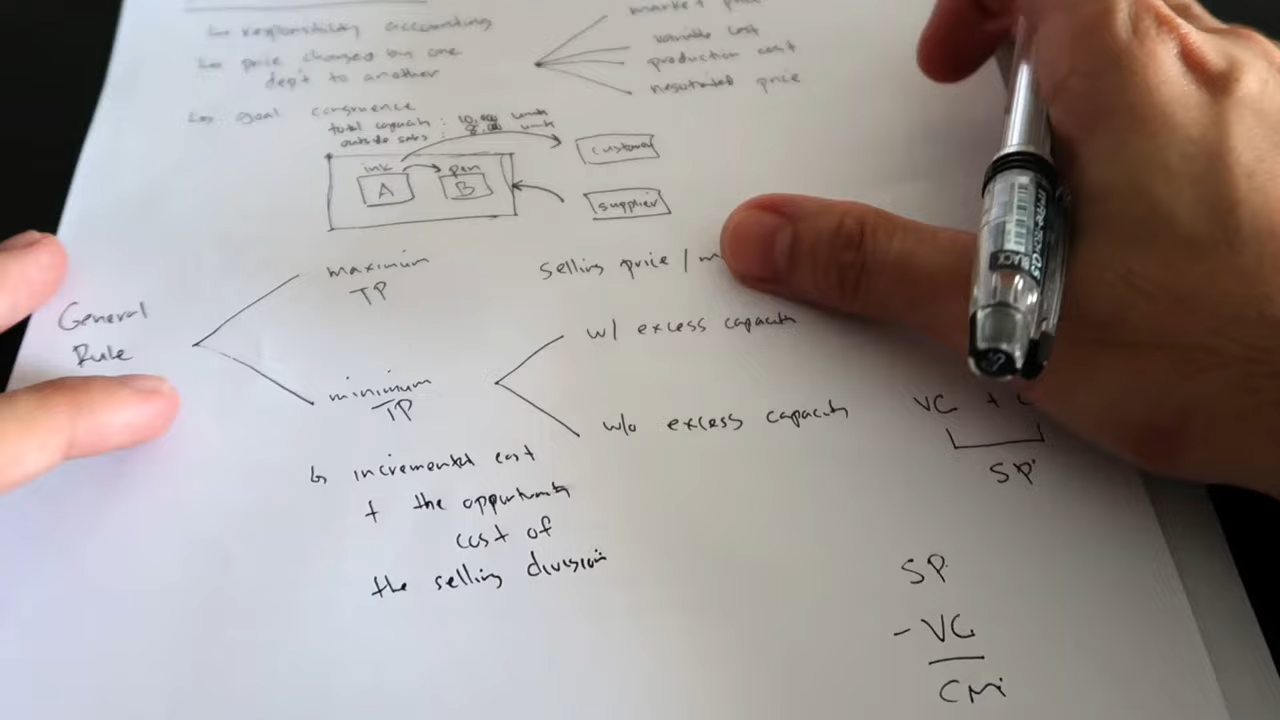 ↳ responsibility accounting
↳ price charged by one
dep't to another
↳ goal congruence
market price
variable cost
production cost
negotiated price
total capacity : 10,000 units
outside sales : 8,000 units
ink
pen
A
B
customer
supplier
General
Rule
maximum
TP
selling price / m
minimum
TP
w/ excess capacity
w/o excess capacity
VC + C
SP
↳ incremental cost
+ the opportunity
cost of
the selling division
SP
- VC
CM
BLACK